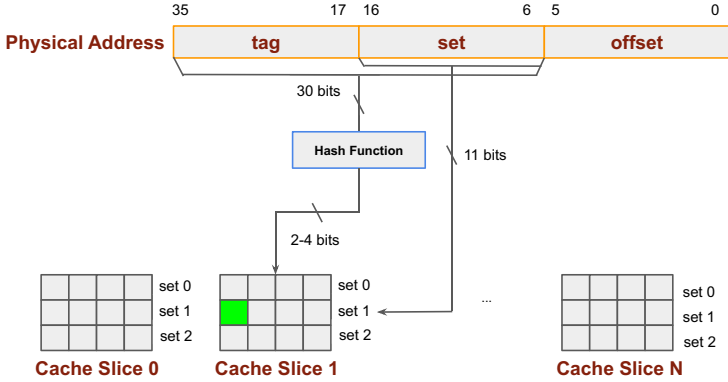 35 17 16 6 5 0
Physical Address tag set offset
30 bits
Hash Function
11 bits
2-4 bits
set 0 set 0 set 0
set 1 set 1 ... set 1
set 2 set 2 set 2
Cache Slice 0 Cache Slice 1 Cache Slice N